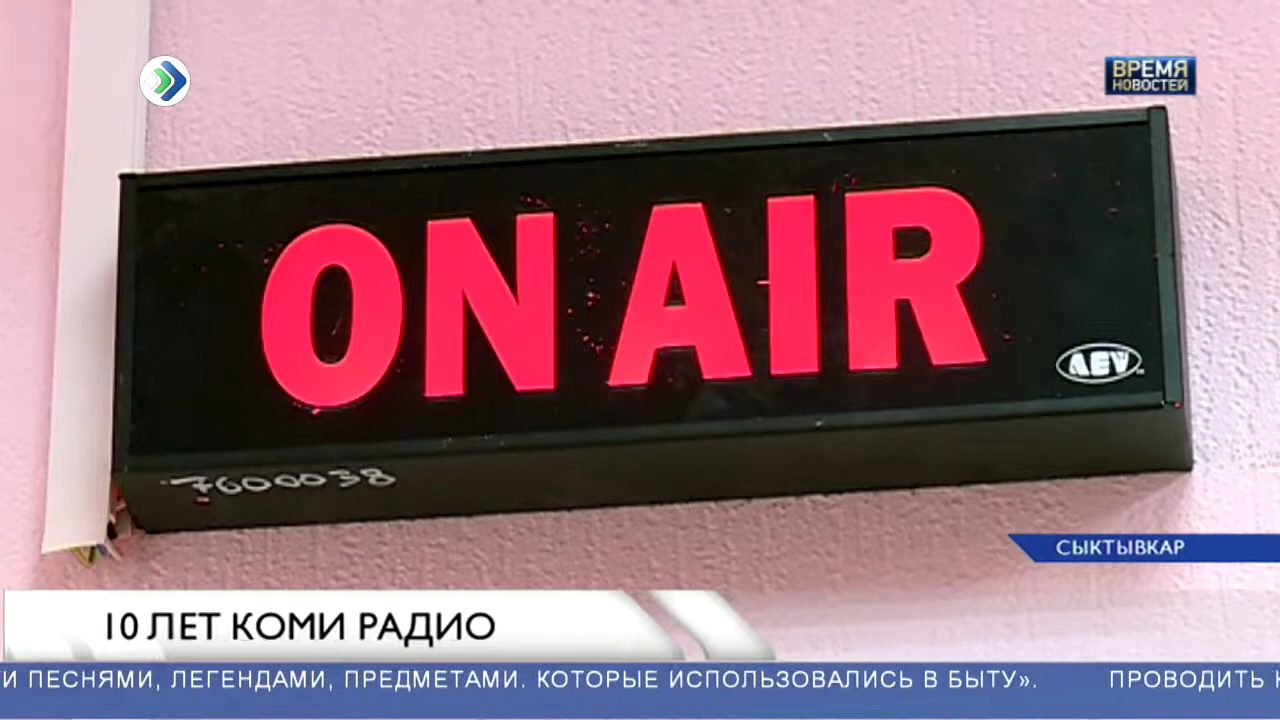 ВРЕМЯ
НОВОСТЕЙ
ON AIR
AEV
7600038
СЫКТЫВКАР
10 ЛЕТ КОМИ РАДИО
И ПЕСНЯМИ, ЛЕГЕНДАМИ, ПРЕДМЕТАМИ. КОТОРЫЕ ИСПОЛЬЗОВАЛИСЬ В БЫТУ». ПРОВОДИТЬ